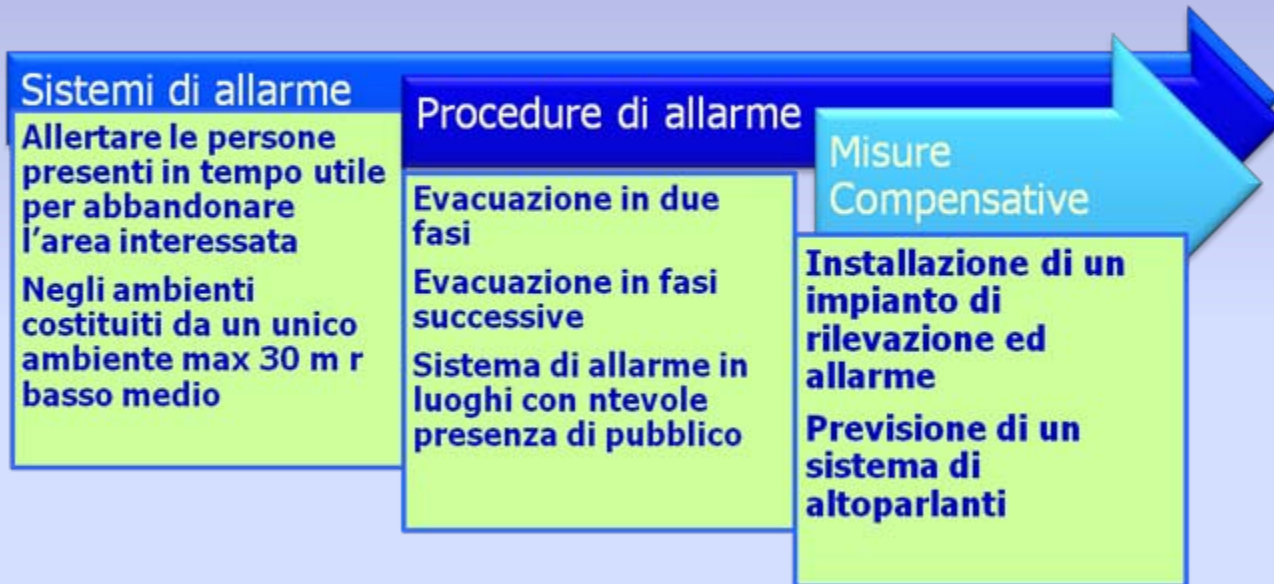 Sistemi di allarme
Allertare le persone
presenti in tempo utile
per abbandonare
l'area interessata
Negli ambienti
costituiti da un unico
ambiente max 30 m r
basso medio
Procedure di allarme
Evacuazione in due
fasi
Evacuazione in fasi
successive
Sistema di allarme in
luoghi con ntevole
presenza di pubblico
Misure
Compensative
Installazione di un
impianto di
rilevazione ed
allarme
Previsione di un
sistema di
altoparlanti